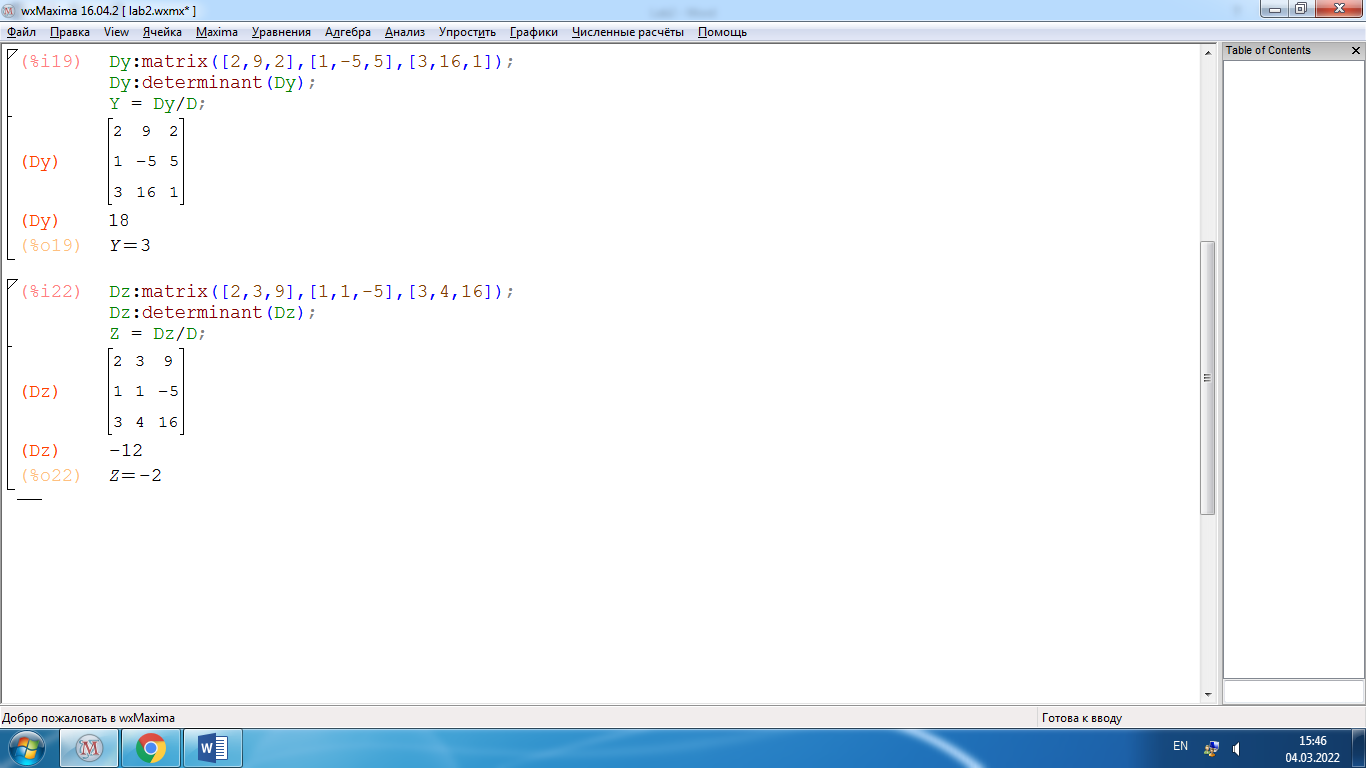 wxMaxima 16.04.2 [ lab2.wxmx* ]
Файл Правка View Ячейка Maxima Уравнения Алгебра Анализ Упростить Графики Численные расчёты Помощь
(%i19) Dy:matrix([2,9,2],[1,-5,5],[3,16,1]);
Dy:determinant(Dy);
Y = Dy/D;
2 9 2
(Dy) 1 -5 5
3 16 1
(Dy) 18
(%o19) Y=3
(%i22) Dz:matrix([2,3,9],[1,1,-5],[3,4,16]);
Dz:determinant(Dz);
Z = Dz/D;
2 3 9
(Dz) 1 1 -5
3 4 16
(Dz) -12
(%o22) Z=-2
Table of Contents
Добро пожаловать в wxMaxima
Готова к вводу
EN
15:46
04.03.2022